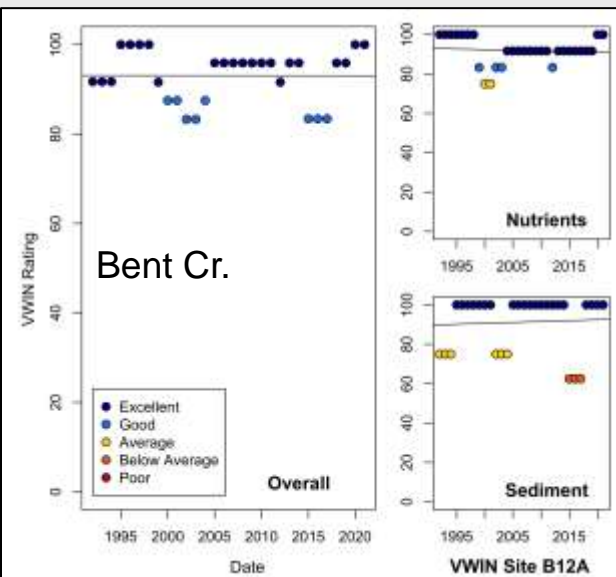 VWIN Rating
100
80
60
40
20
0
Bent Cr.
Excellent
Good
Average
Below Average
Poor
Overall
1995 2000 2005 2010 2015 2020
Date
100
80
60
40
20
0
Nutrients
1995 2005 2015
100
80
60
40
20
0
Sediment
1995 2005 2015
VWIN Site B12A